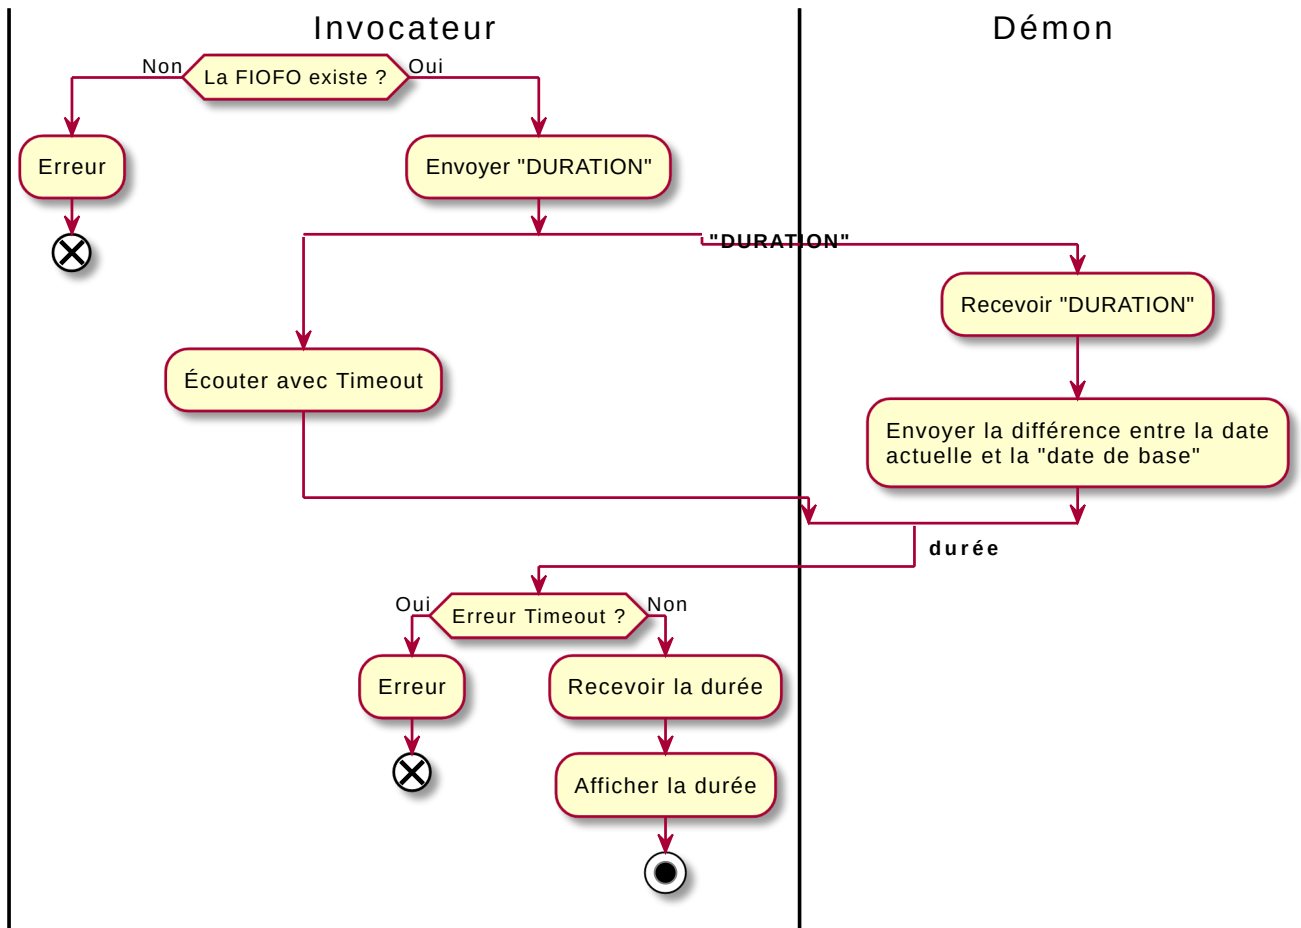 Invocateur
Démon
Non
La FIOFO existe ?
Oui
Erreur
Envoyer "DURATION"
"DURATION"
Recevoir "DURATION"
Écouter avec Timeout
Envoyer la différence entre la date
actuelle et la "date de base"
durée
Oui
Erreur Timeout ?
Non
Erreur
Recevoir la durée
Afficher la durée